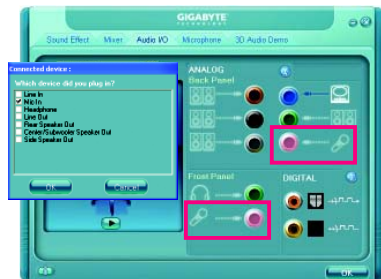 GIGABYTE
TECHNOLOGY
Sound Effect Mixer Audio I/O Microphone 3D Audio Demo
Connected device :
Which device did you plug in?
Line In
Mic In
Headphone
Line Out
Rear Speaker Out
Center/Subwoofer Speaker Out
Side Speaker Out
OK Cancel
ANALOG
Back Panel
Front Panel
DIGITAL
OK